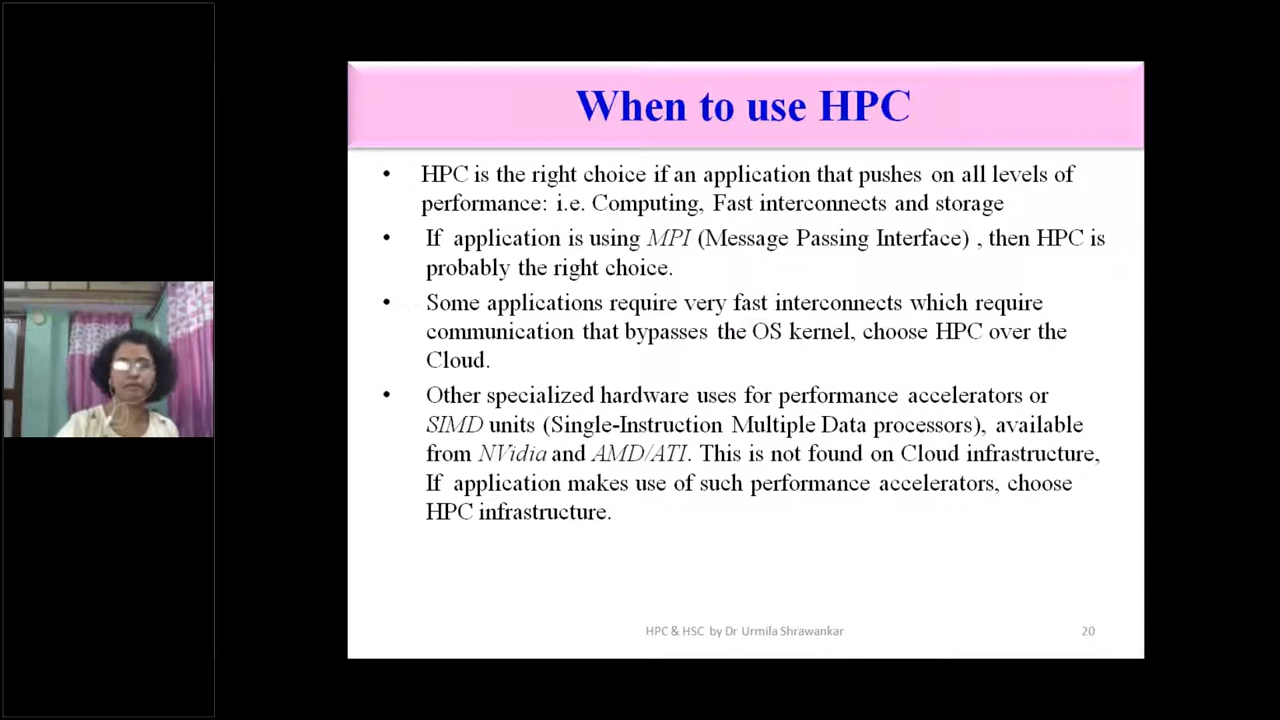 When to use HPC
• HPC is the right choice if an application that pushes on all levels of
performance: i.e. Computing, Fast interconnects and storage
• If application is using MPI (Message Passing Interface) , then HPC is
probably the right choice.
• Some applications require very fast interconnects which require
communication that bypasses the OS kernel, choose HPC over the
Cloud.
• Other specialized hardware uses for performance accelerators or
SIMD units (Single-Instruction Multiple Data processors), available
from NVidia and AMD/ATI. This is not found on Cloud infrastructure,
If application makes use of such performance accelerators, choose
HPC infrastructure.
HPC & HSC by Dr Urmila Shrawankar
20